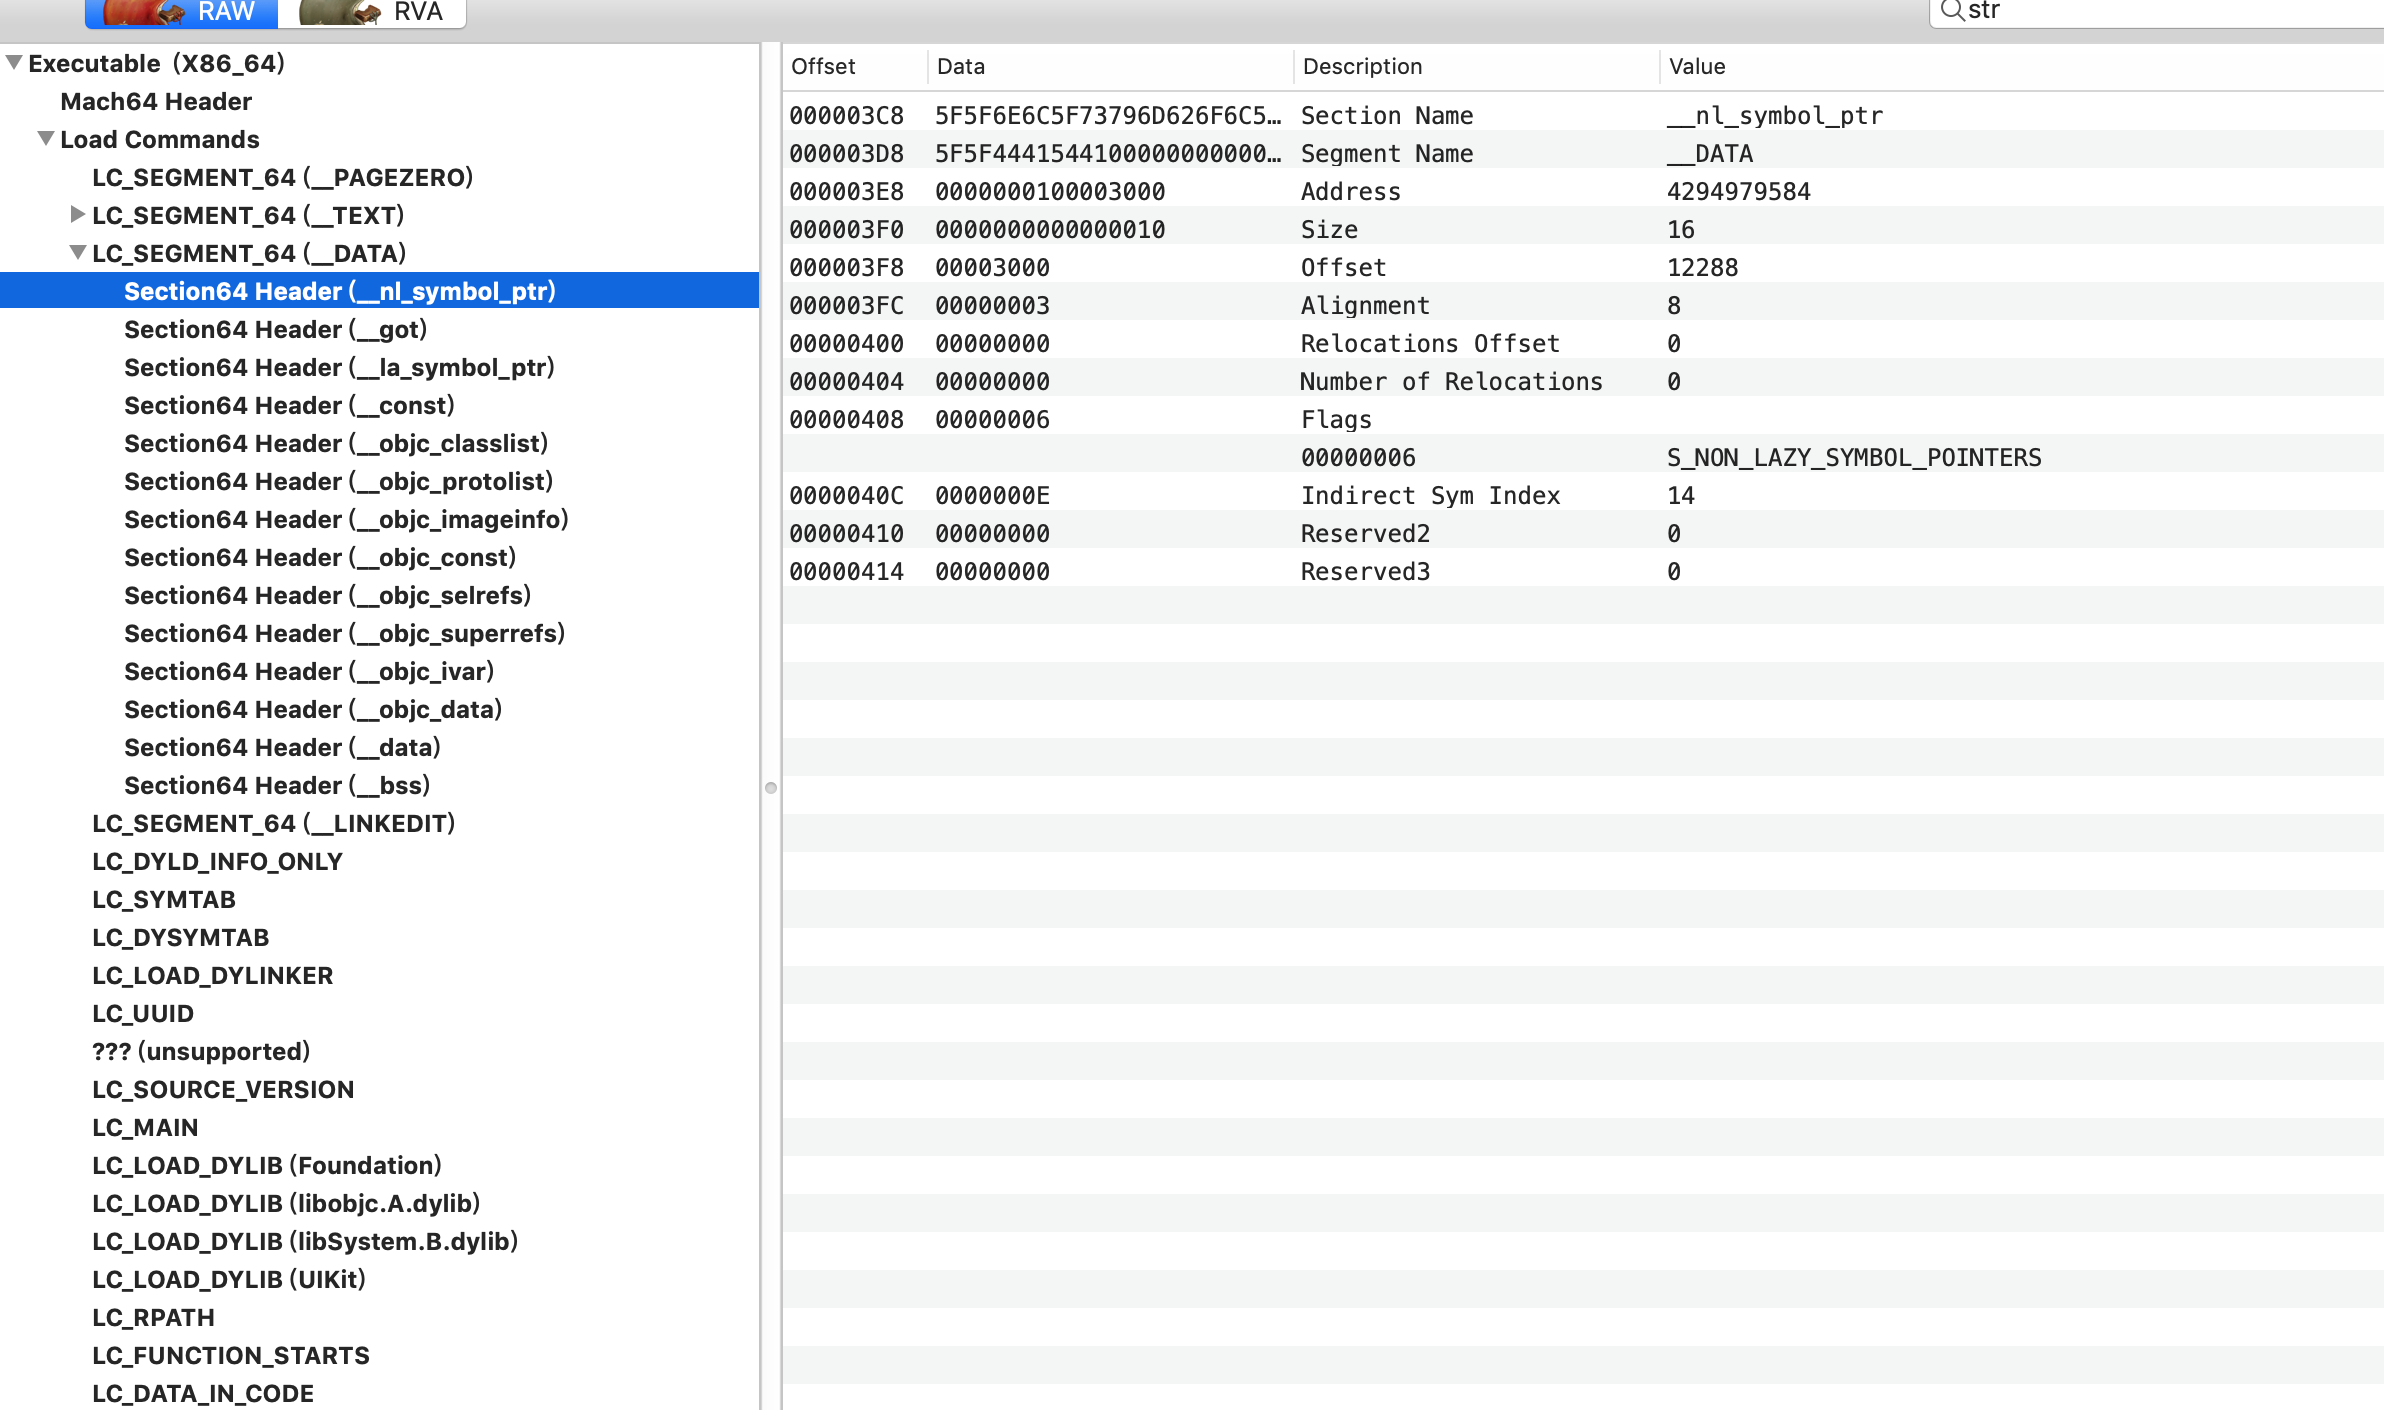 RAW RVA str
Executable (X86_64)
Mach64 Header
Load Commands
LC_SEGMENT_64 (__PAGEZERO)
LC_SEGMENT_64 (__TEXT)
LC_SEGMENT_64 (__DATA)
Section64 Header (__nl_symbol_ptr)
Section64 Header (__got)
Section64 Header (__la_symbol_ptr)
Section64 Header (__const)
Section64 Header (__objc_classlist)
Section64 Header (__objc_protolist)
Section64 Header (__objc_imageinfo)
Section64 Header (__objc_const)
Section64 Header (__objc_selrefs)
Section64 Header (__objc_superrefs)
Section64 Header (__objc_ivar)
Section64 Header (__objc_data)
Section64 Header (__data)
Section64 Header (__bss)
LC_SEGMENT_64 (__LINKEDIT)
LC_DYLD_INFO_ONLY
LC_SYMTAB
LC_DYSYMTAB
LC_LOAD_DYLINKER
LC_UUID
??? (unsupported)
LC_SOURCE_VERSION
LC_MAIN
LC_LOAD_DYLIB (Foundation)
LC_LOAD_DYLIB (libobjc.A.dylib)
LC_LOAD_DYLIB (libSystem.B.dylib)
LC_LOAD_DYLIB (UIKit)
LC_RPATH
LC_FUNCTION_STARTS
LC_DATA_IN_CODE
Offset Data Description Value
000003C8 5F5F6E6C5F73796D626F6C5… Section Name __nl_symbol_ptr
000003D8 5F5F4441544100000000000… Segment Name __DATA
000003E8 0000000100003000 Address 4294979584
000003F0 0000000000000010 Size 16
000003F8 00003000 Offset 12288
000003FC 00000003 Alignment 8
00000400 00000000 Relocations Offset 0
00000404 00000000 Number of Relocations 0
00000408 00000006 Flags
00000006 S_NON_LAZY_SYMBOL_POINTERS
0000040C 0000000E Indirect Sym Index 14
00000410 00000000 Reserved2 0
00000414 00000000 Reserved3 0